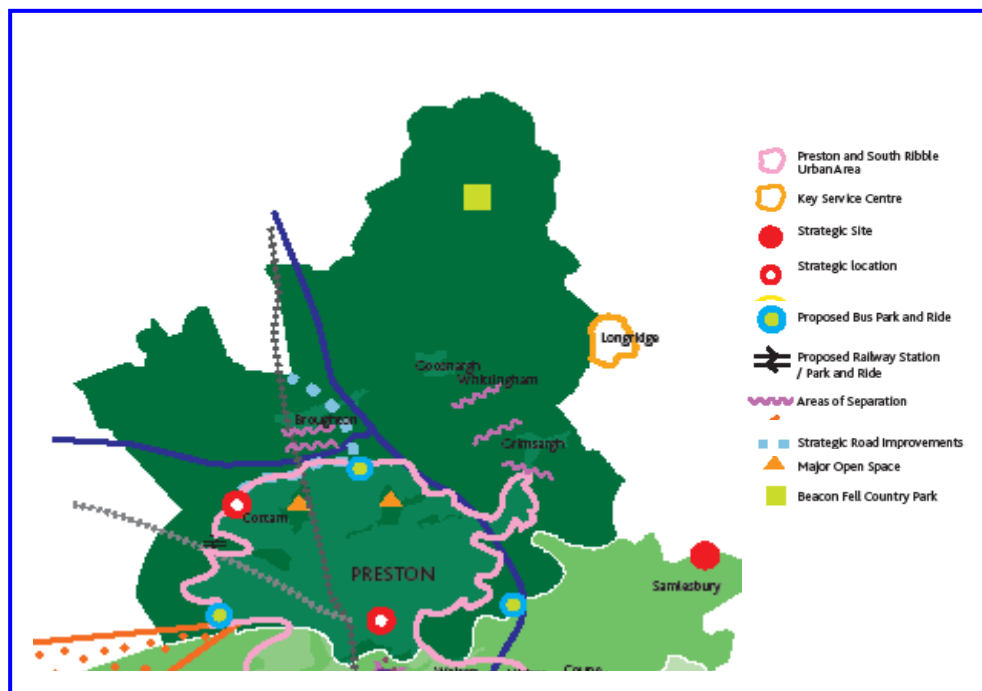 Preston and South Ribble
Urban Area
Key Service Centre
Strategic Site
Strategic location
Proposed Bus Park and Ride
Proposed Railway Station
/ Park and Ride
Areas of Separation
Strategic Road Improvements
Major Open Space
Beacon Fell Country Park
Longridge
Goosnargh
Whittingham
Broughton
Grimsargh
Cottam
PRESTON
Samlesbury